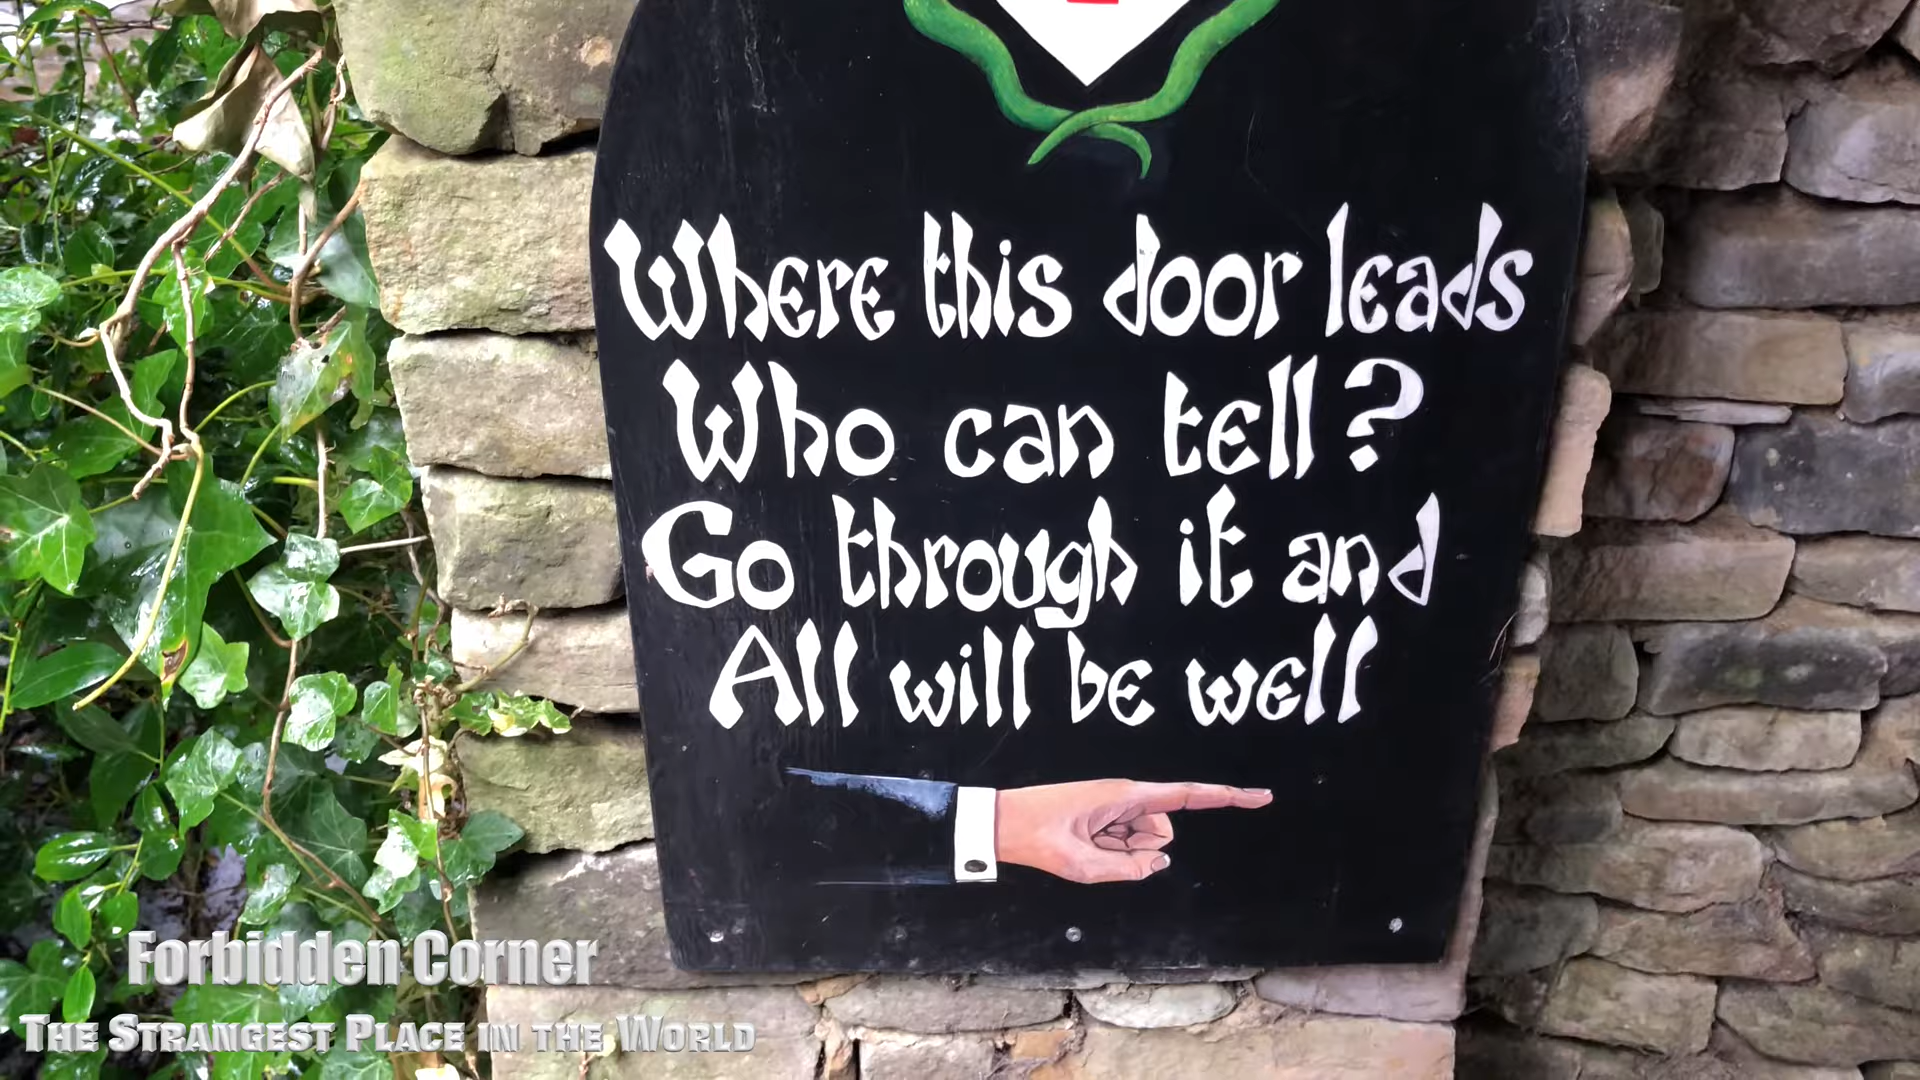 Where this door leads
Who can tell?
Go through it and
All will be well
Forbidden Corner
The Strangest Place in the World